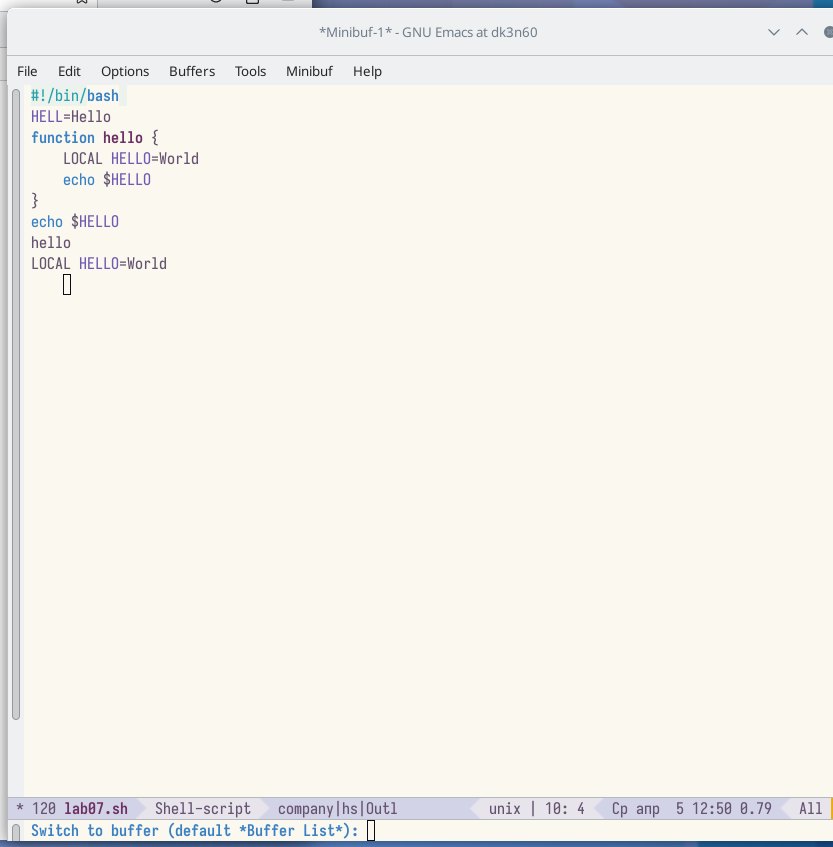 *Minibuf-1* - GNU Emacs at dk3n60
File Edit Options Buffers Tools Minibuf Help
#!/bin/bash
HELL=Hello
function hello {
    LOCAL HELLO=World
    echo $HELLO
}
echo $HELLO
hello
LOCAL HELLO=World
* 120 lab07.sh Shell-script company|hs|Outl unix | 10: 4 Ср апр 5 12:50 0.79 All
Switch to buffer (default *Buffer List*):